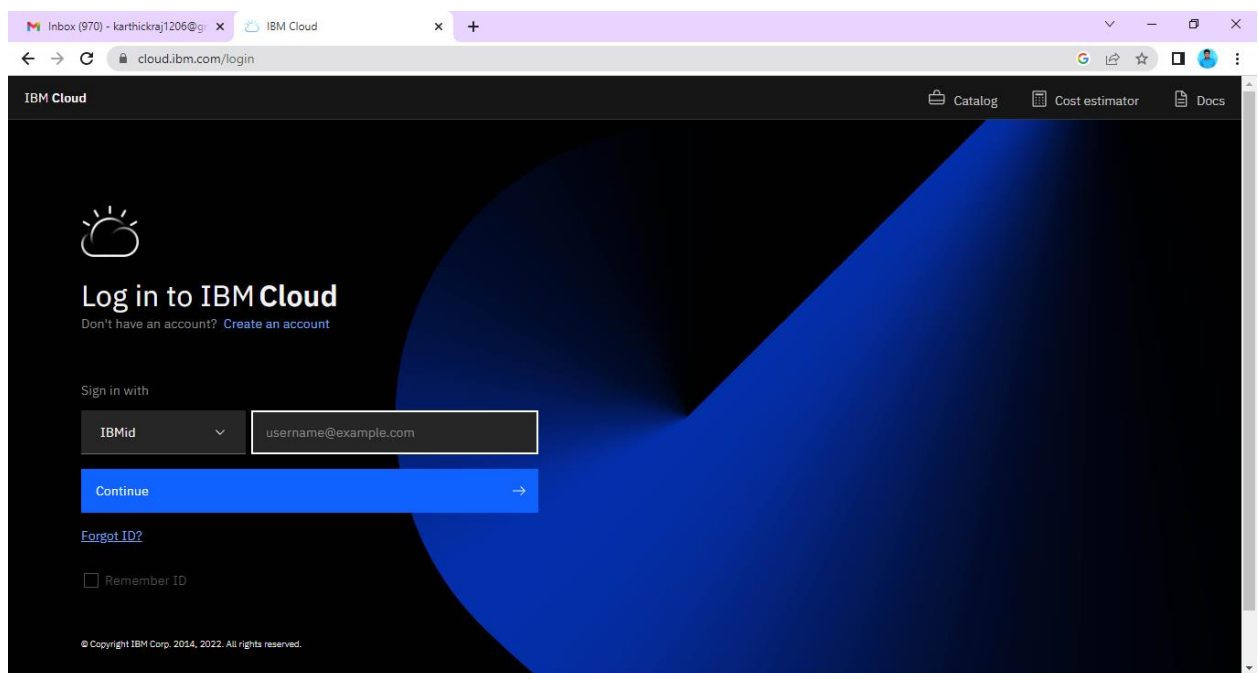 Inbox (970) - karthickraj1206@g
IBM Cloud
cloud.ibm.com/login
IBM Cloud
Catalog
Cost estimator
Docs
Log in to IBM Cloud
Don't have an account? Create an account
Sign in with
IBMid
username@example.com
Continue
Forgot ID?
Remember ID
© Copyright IBM Corp. 2014, 2022. All rights reserved.